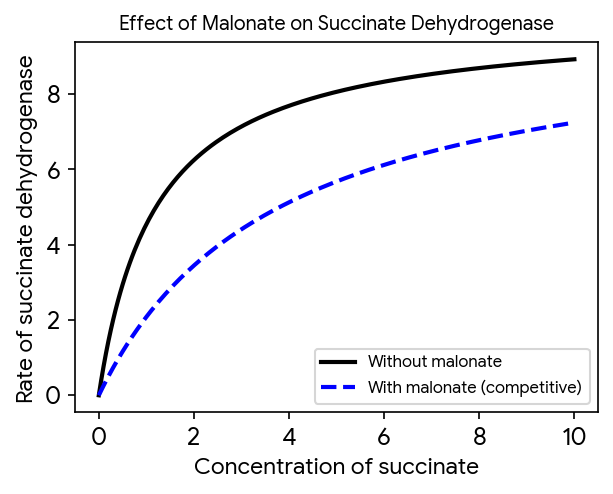 Effect of Malonate on Succinate Dehydrogenase
Rate of succinate dehydrogenase
8
6
4
2
0
Without malonate
With malonate (competitive)
0 2 4 6 8 10
Concentration of succinate